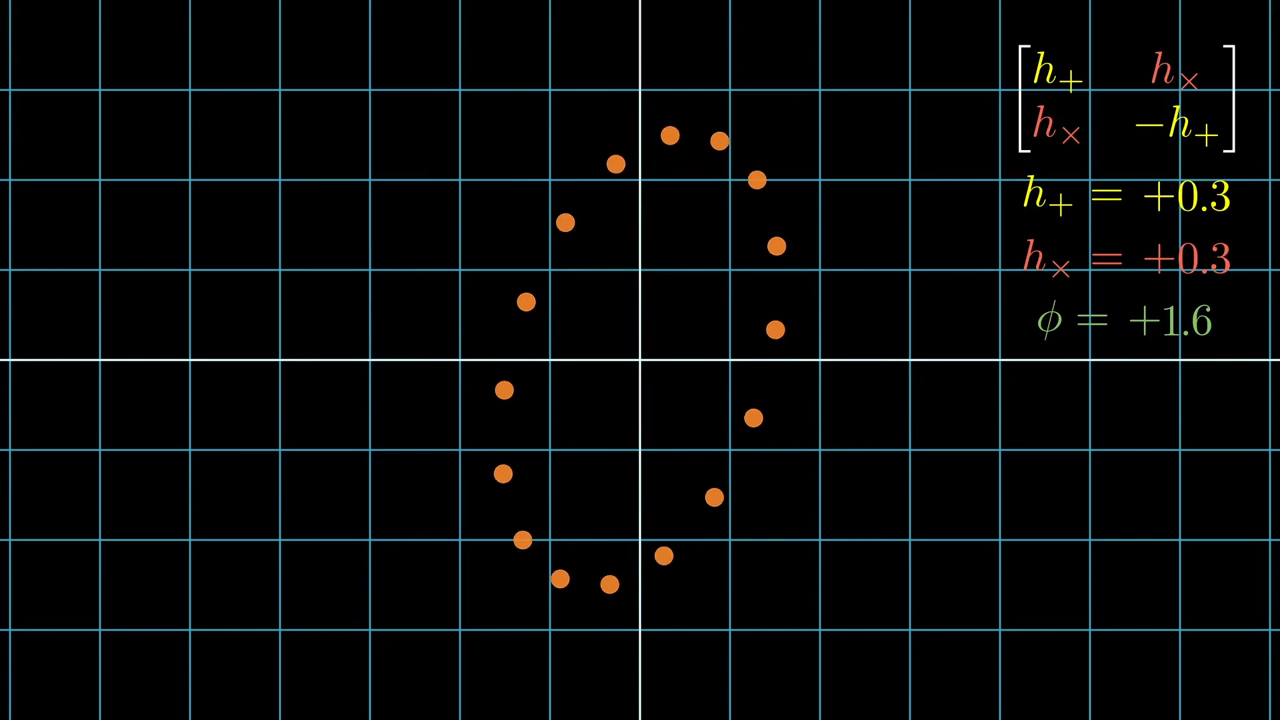 h₊ h×
h× −h₊
h₊ = +0.3
h× = +0.3
ϕ = +1.6